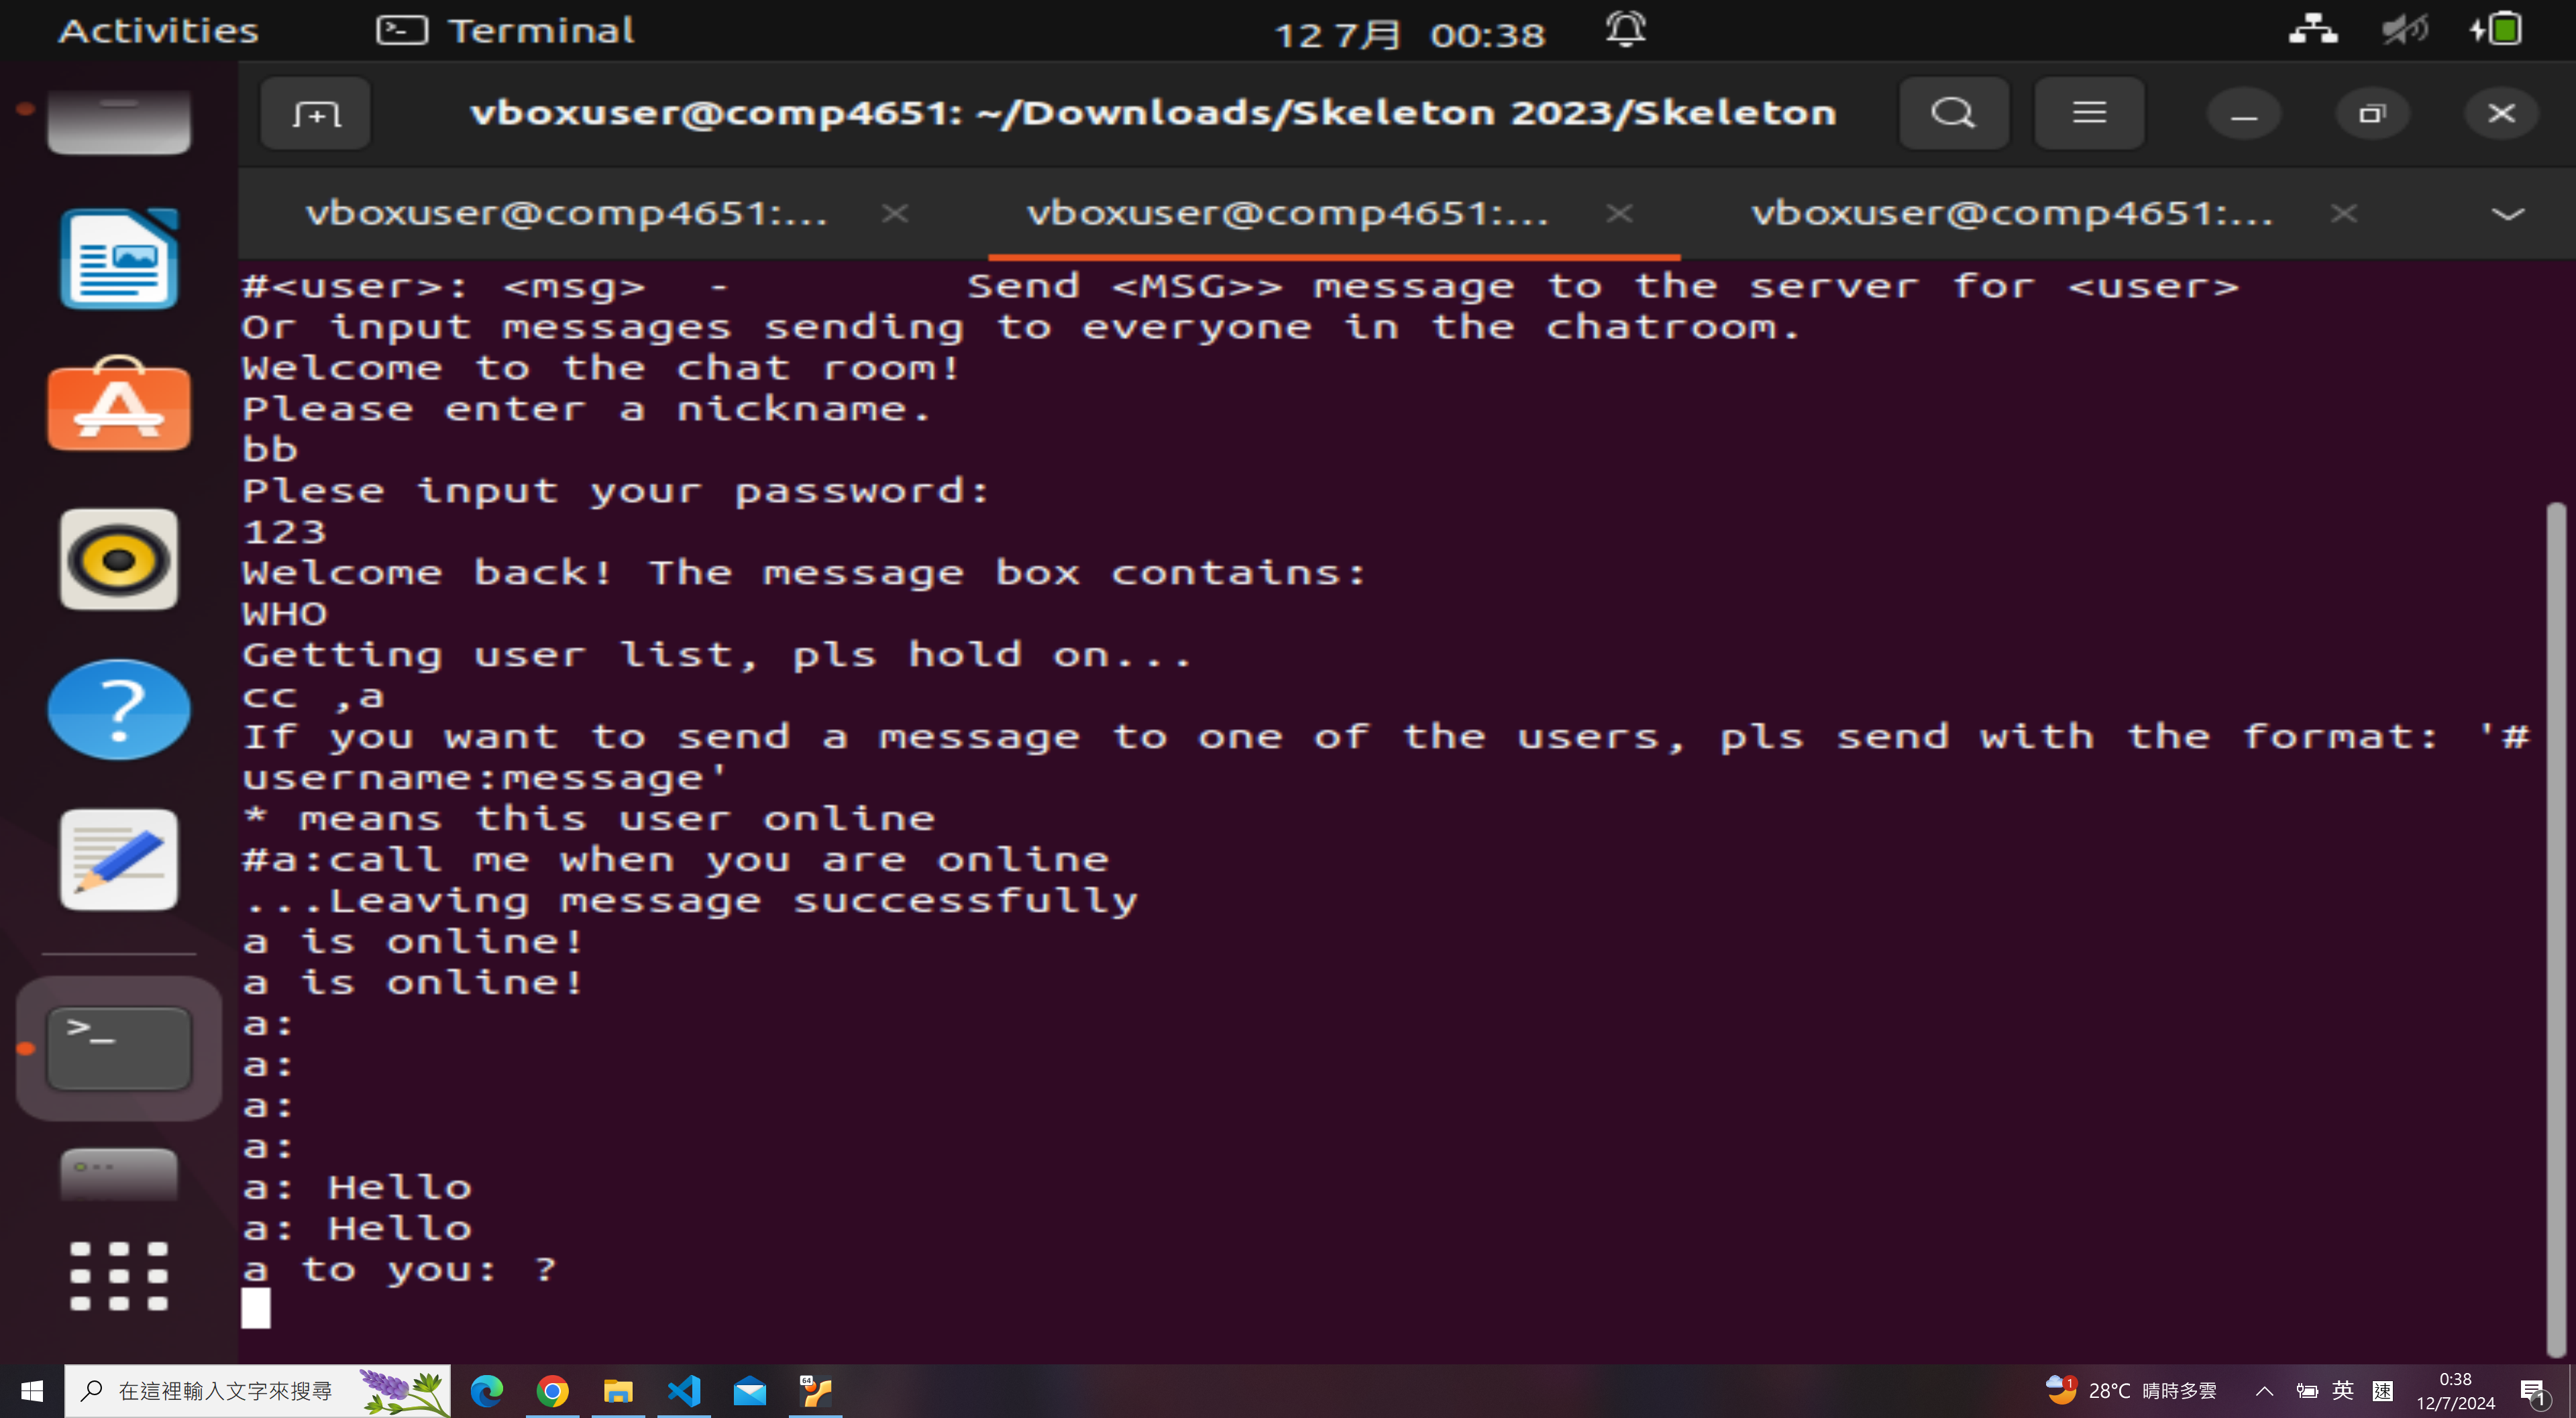 Activities Terminal 12 7月 00:38
vboxuser@comp4651: ~/Downloads/Skeleton 2023/Skeleton
vboxuser@comp4651:... vboxuser@comp4651:... vboxuser@comp4651:...
#<user>: <msg>  -        Send <MSG>> message to the server for <user>
Or input messages sending to everyone in the chatroom.
Welcome to the chat room!
Please enter a nickname.
bb
Plese input your password:
123
Welcome back! The message box contains:
WHO
Getting user list, pls hold on...
cc ,a
If you want to send a message to one of the users, pls send with the format: '#
username:message'
* means this user online
#a:call me when you are online
...Leaving message successfully
a is online!
a is online!
a:
a:
a:
a:
a: Hello
a: Hello
a to you: ?
在這裡輸入文字來搜尋 64 1 28°C 晴時多雲 英 速 0:38
12/7/2024 1